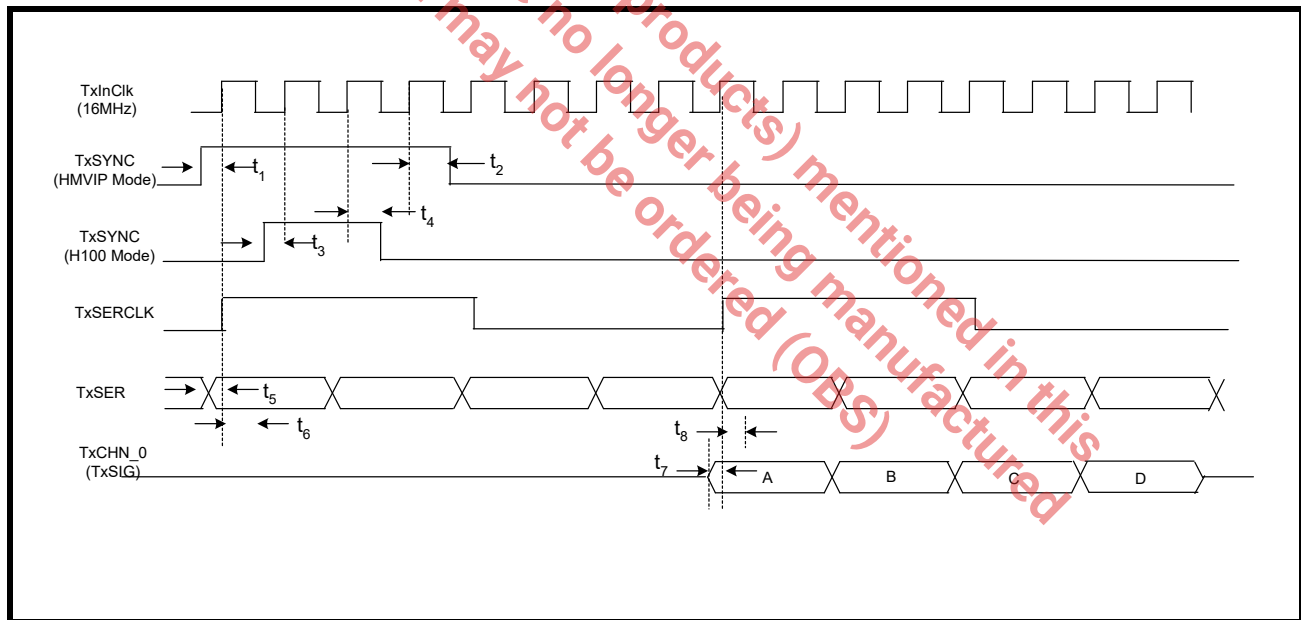 products) mentioned in this
no longer being manufactured
may not be ordered (OBS)
TxInClk
(16MHz)
TxSYNC
(HMVIP Mode)
t1
t2
t4
TxSYNC
(H100 Mode)
t3
TxSERCLK
TxSER
t5
t6
t8
TxCHN_0
(TxSIG)
t7
A
B
C
D